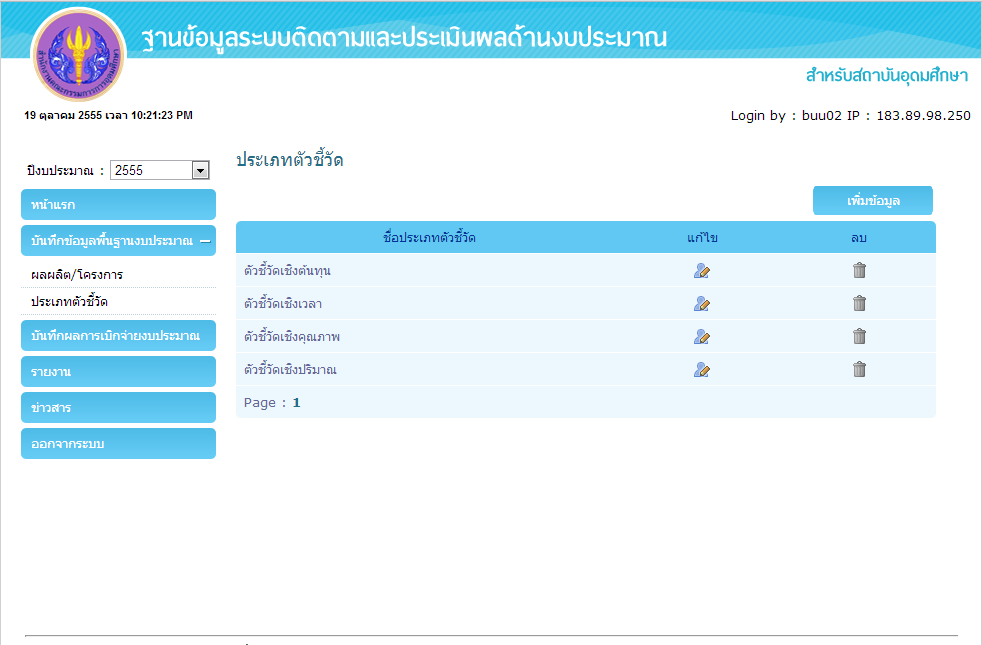 ฐานข้อมูลระบบติดตามและประเมินผลด้านงบประมาณ
สำหรับสถาบันอุดมศึกษา
19 ตุลาคม 2555 เวลา 10:21:23 PM
Login by : buu02 IP : 183.89.98.250
ปีงบประมาณ : 2555
ประเภทตัวชี้วัด
หน้าแรก
เพิ่มข้อมูล
บันทึกข้อมูลพื้นฐานงบประมาณ
ผลผลิต/โครงการ
ประเภทตัวชี้วัด
บันทึกผลการเบิกจ่ายงบประมาณ
รายงาน
ข่าวสาร
ออกจากระบบ
ชื่อประเภทตัวชี้วัด แก้ไข ลบ
ตัวชี้วัดเชิงต้นทุน
ตัวชี้วัดเชิงเวลา
ตัวชี้วัดเชิงคุณภาพ
ตัวชี้วัดเชิงปริมาณ
Page : 1